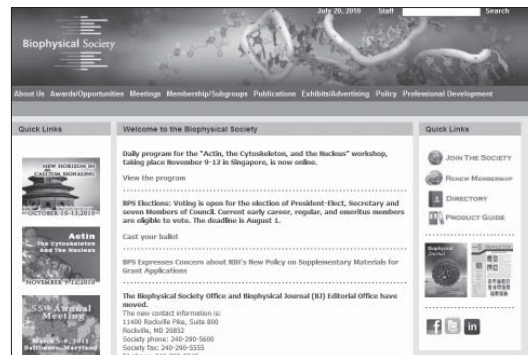 July 20, 2010 Staff Search
Biophysical Society
About Us Awards/Opportunities Meetings Membership/Subgroups Publications Exhibits/Advertising Policy Professional Development
Quick Links
NEW HORIZON IN
CALCIUM SIGNALING
OCTOBER 10-13, 2010
Actin
The Cytoskeleton
And The Nucleus
NOVEMBER 9-12, 2010
55th Annual
Meeting
March 5-9, 2011
Baltimore, Maryland
Welcome to the Biophysical Society
Daily program for the "Actin, the Cytoskeleton, and the Nucleus" workshop,
taking place November 9-12 in Singapore, is now online.
View the program
BPS Elections: Voting is open for the election of President-Elect, Secretary and
seven Members of Council. Current early career, regular, and emeritus members
are eligible to vote. The deadline is August 1.
Cast your ballot
BPS Expresses Concern about NIH's New Policy on Supplementary Materials for
Grant Applications
The Biophysical Society Office and Biophysical Journal (BJ) Editorial Office have
moved.
The new contact information is:
11400 Rockville Pike, Suite 800
Rockville, MD 20852
Society phone: 240-290-5600
Society fax: 240-290-5555
Quick Links
JOIN THE SOCIETY
RENEW MEMBERSHIP
DIRECTORY
PRODUCT GUIDE
Biophysical
Journal
f
in